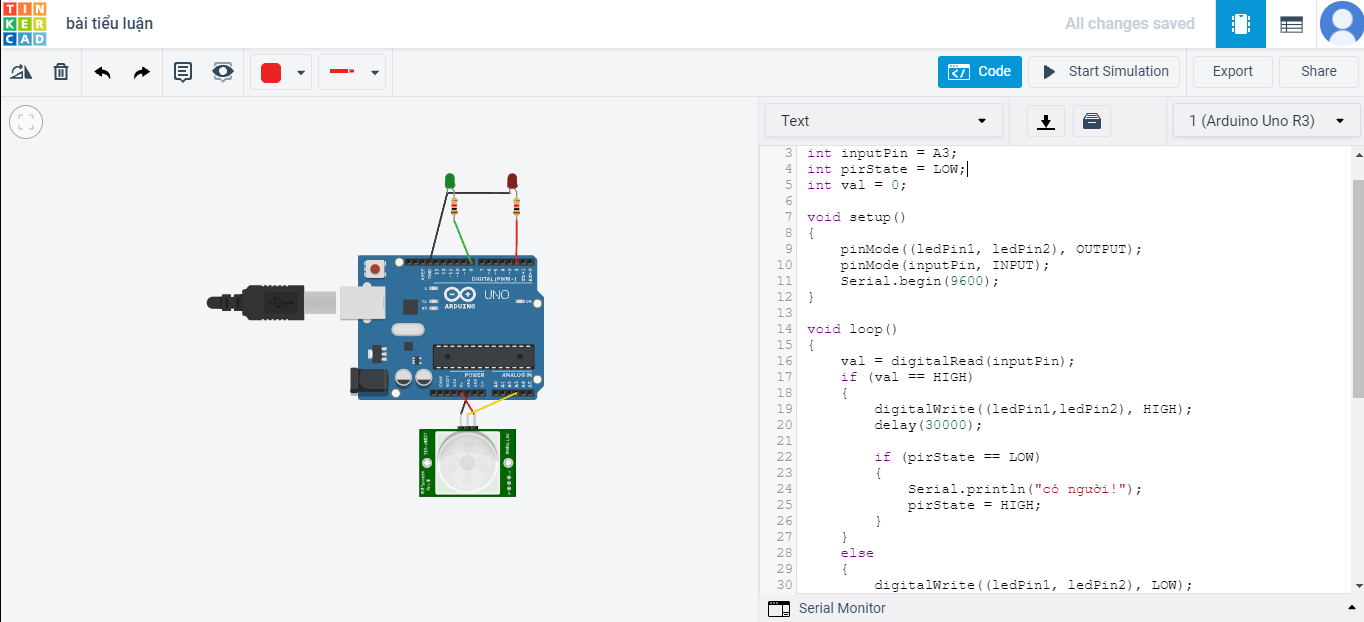 TIN
KER
CAD
bài tiểu luận
All changes saved
Code
Start Simulation
Export
Share
Text
1 (Arduino Uno R3)
3 int inputPin = A3;
4 int pirState = LOW;
5 int val = 0;
6
7 void setup()
8 {
9 pinMode((ledPin1, ledPin2), OUTPUT);
10 pinMode(inputPin, INPUT);
11 Serial.begin(9600);
12 }
13
14 void loop()
15 {
16 val = digitalRead(inputPin);
17 if (val == HIGH)
18 {
19 digitalWrite((ledPin1,ledPin2), HIGH);
20 delay(30000);
21
22 if (pirState == LOW)
23 {
24 Serial.println("có người!");
25 pirState = HIGH;
26 }
27 }
28 else
29 {
30 digitalWrite((ledPin1, ledPin2), LOW);
DIGITAL (PWM~)
UNO
ARDUINO
POWER
ANALOG IN
Serial Monitor